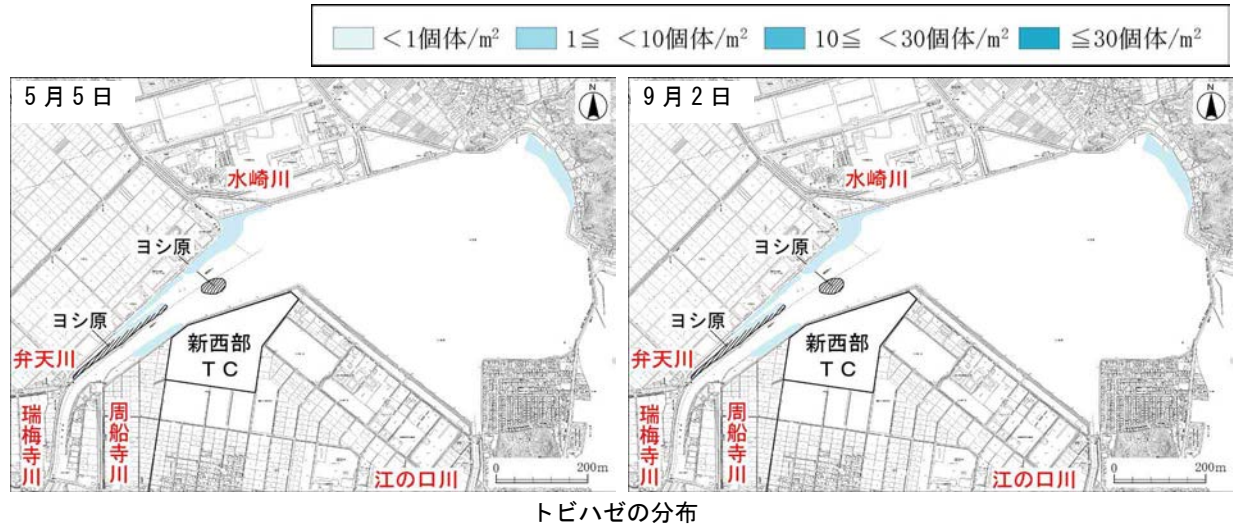 <1個体/m² 1≦ <10個体/m² 10≦ <30個体/m² ≦30個体/m²
5月5日
N
水崎川
ヨシ原
ヨシ原
弁天川
新西部
TC
瑞梅寺川
周船寺川
江の口川
0 200m
9月2日
N
水崎川
ヨシ原
ヨシ原
弁天川
新西部
TC
瑞梅寺川
周船寺川
江の口川
0 200m
トビハゼの分布